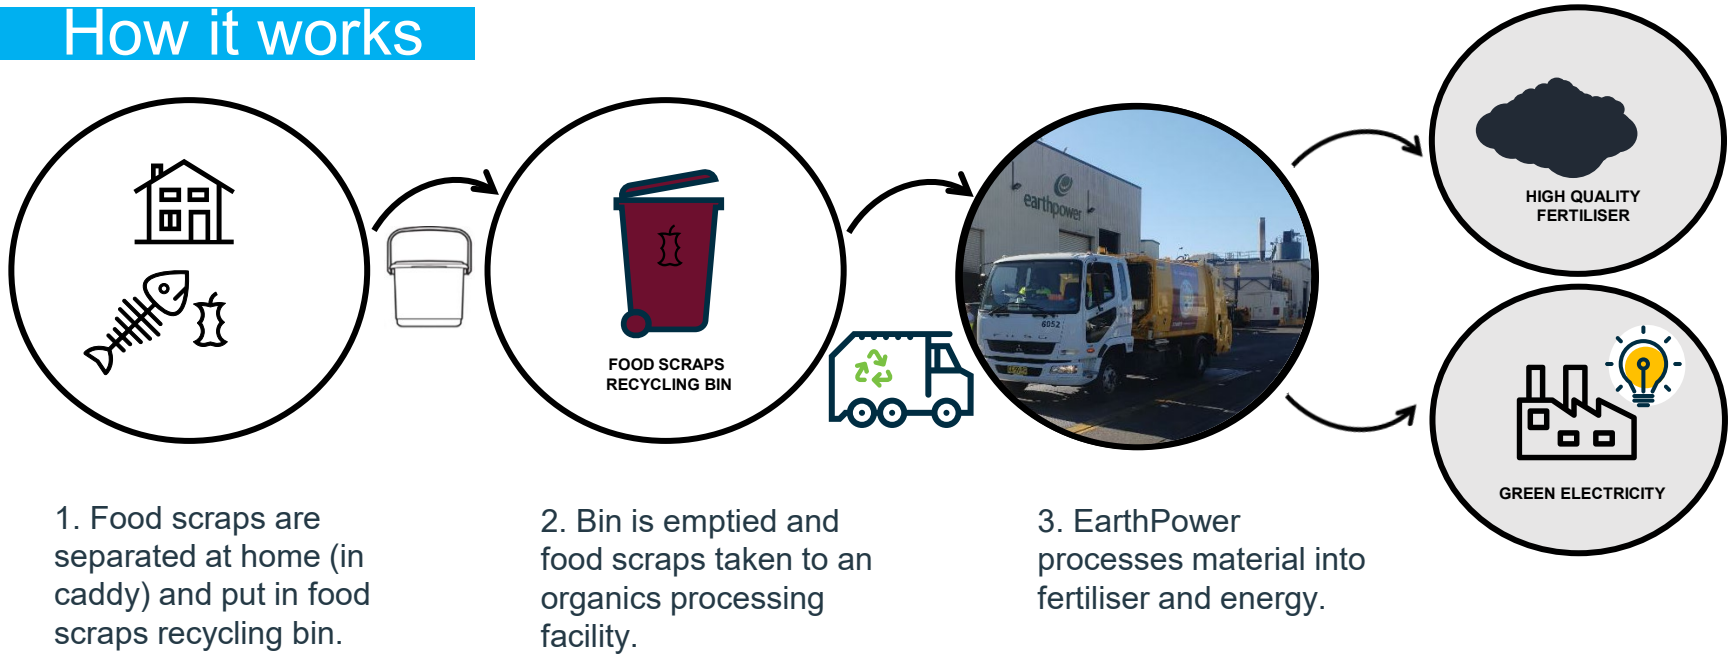 How it works
FOOD SCRAPS
RECYCLING BIN
earthpower
6052
HIGH QUALITY
FERTILISER
GREEN ELECTRICITY
1. Food scraps are
separated at home (in
caddy) and put in food
scraps recycling bin.
2. Bin is emptied and
food scraps taken to an
organics processing
facility.
3. EarthPower
processes material into
fertiliser and energy.